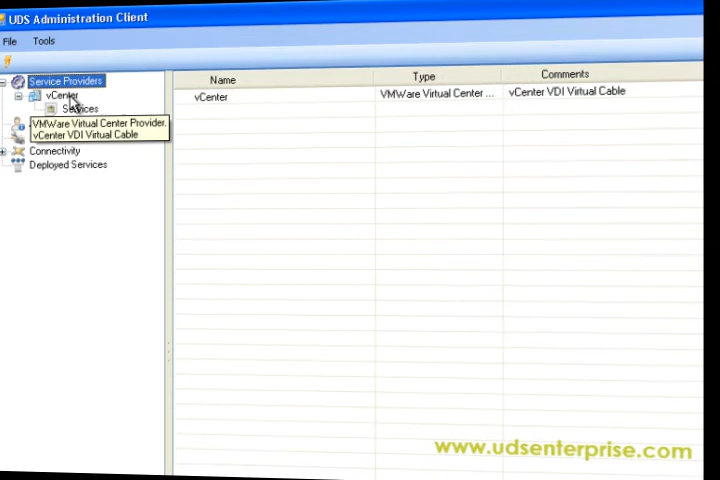 UDS Administration Client
File Tools
Service Providers
vCenter
Services
VMWare Virtual Center Provider.
vCenter VDI Virtual Cable
Connectivity
Deployed Services
Name Type Comments
vCenter VMWare Virtual Center ... vCenter VDI Virtual Cable
www.udsenterprise.com